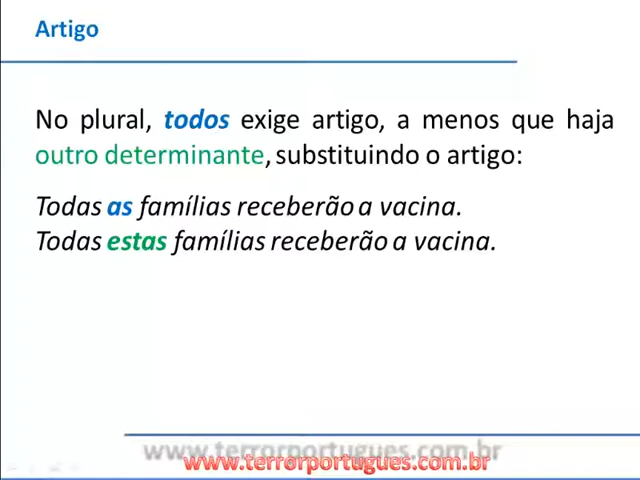 Artigo
No plural, todos exige artigo, a menos que haja
outro determinante, substituindo o artigo:
Todas as famílias receberão a vacina.
Todas estas famílias receberão a vacina.
www.terrorportugues.com.br
www.terrorportugues.com.br